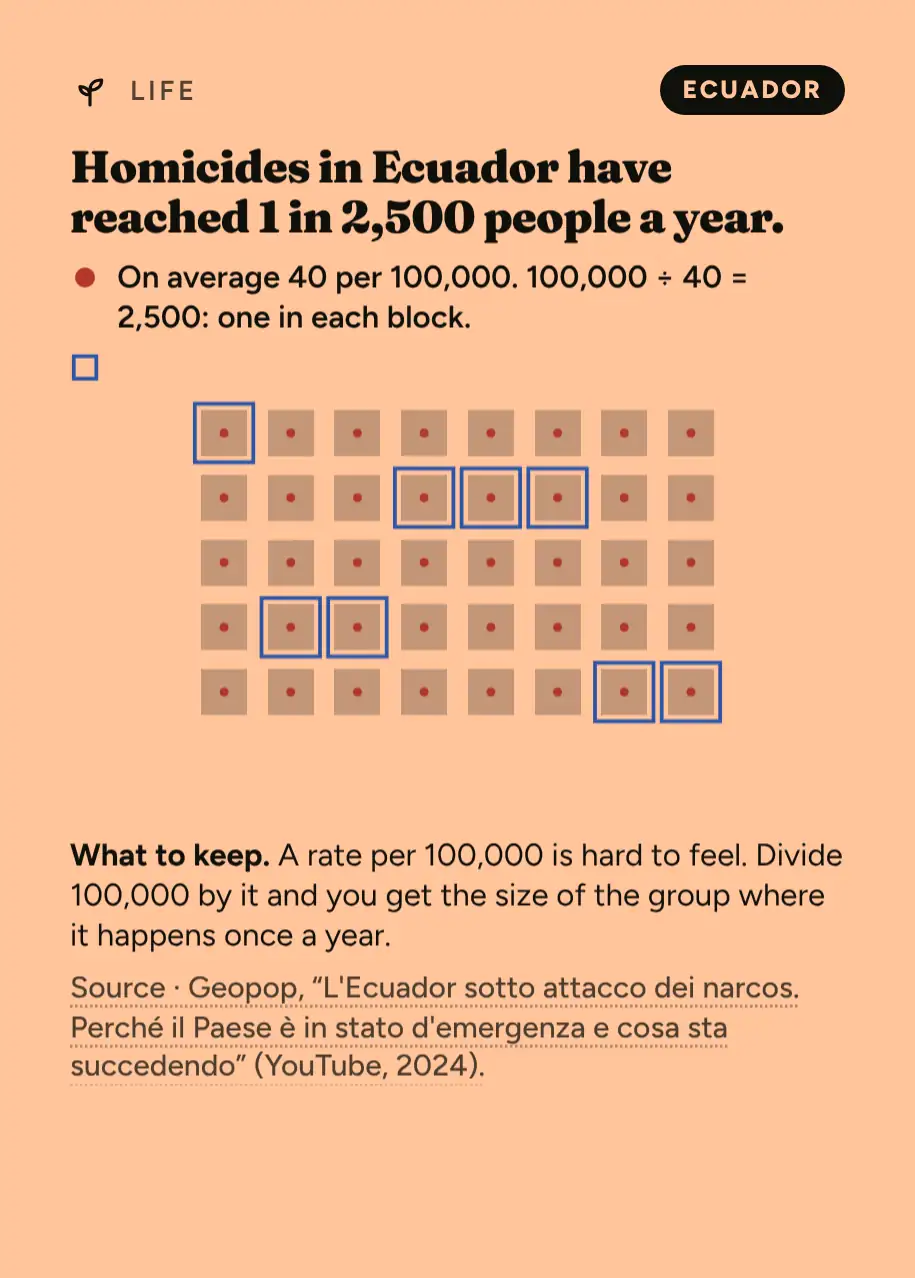 LIFE
ECUADOR
Homicides in Ecuador have
reached 1 in 2,500 people a year.
On average 40 per 100,000. 100,000 ÷ 40 =
2,500: one in each block.
What to keep. A rate per 100,000 is hard to feel. Divide
100,000 by it and you get the size of the group where
it happens once a year.
Source · Geopop, “L'Ecuador sotto attacco dei narcos.
Perché il Paese è in stato d'emergenza e cosa sta
succedendo” (YouTube, 2024).